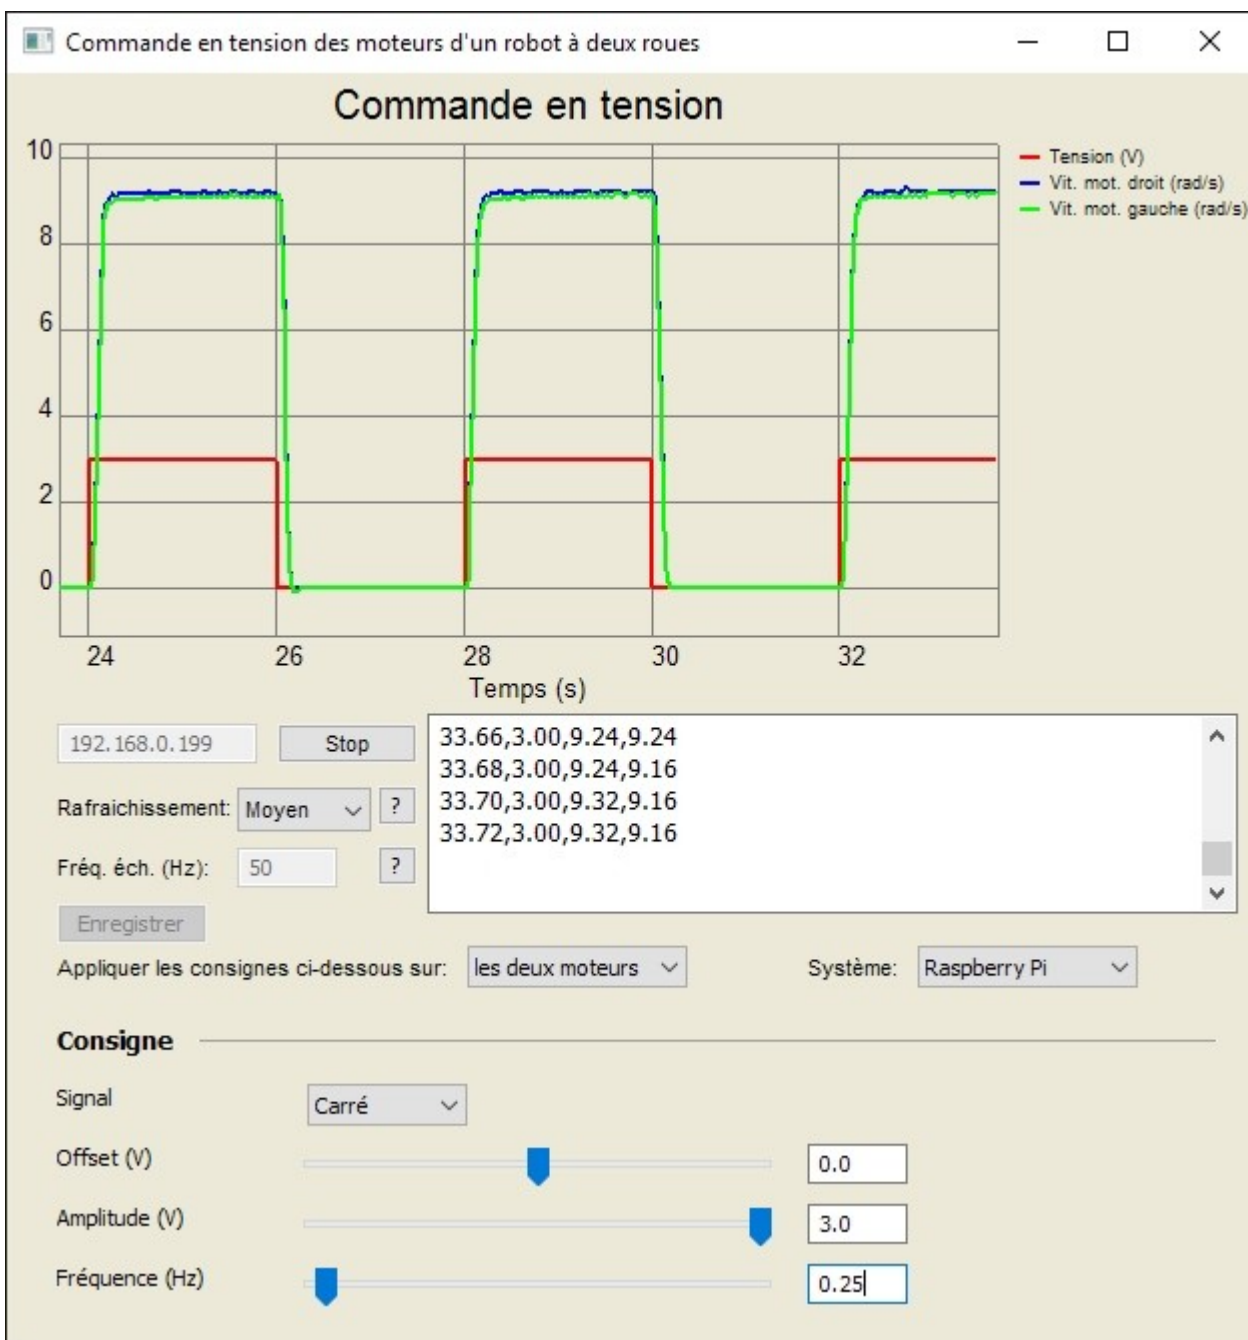 Commande en tension des moteurs d'un robot à deux roues
Commande en tension
10
8
6
4
2
0
24 26 28 30 32
Temps (s)
Tension (V)
Vit. mot. droit (rad/s)
Vit. mot. gauche (rad/s)
192.168.0.199 Stop
Rafraichissement: Moyen ?
Fréq. éch. (Hz): 50 ?
Enregistrer
33.66,3.00,9.24,9.24
33.68,3.00,9.24,9.16
33.70,3.00,9.32,9.16
33.72,3.00,9.32,9.16
Appliquer les consignes ci-dessous sur: les deux moteurs Système: Raspberry Pi
Consigne
Signal Carré
Offset (V) 0.0
Amplitude (V) 3.0
Fréquence (Hz) 0.25